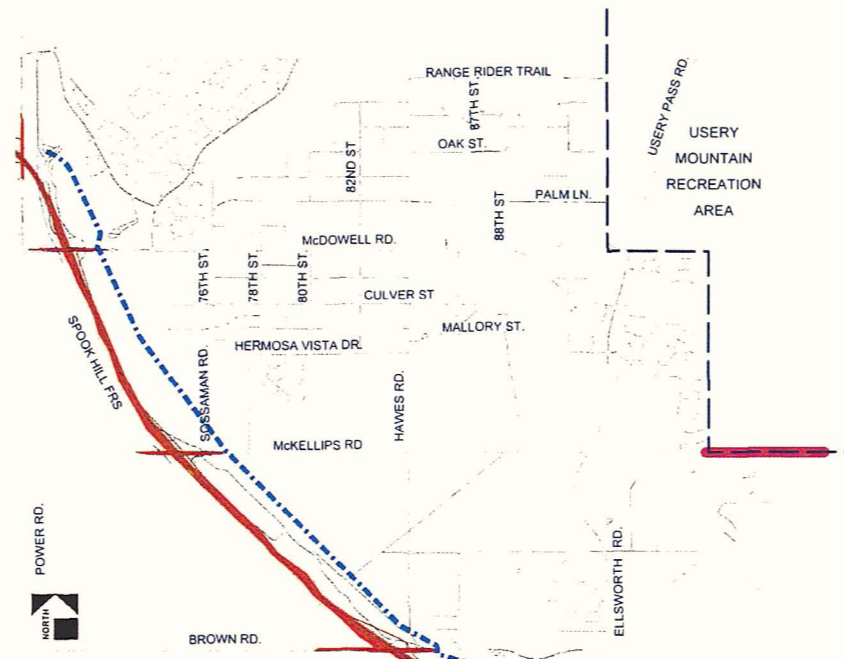 RANGE RIDER TRAIL
USERY PASS RD.
87TH ST.
OAK ST.
USERY
MOUNTAIN
RECREATION
AREA
82ND ST
PALM LN.
88TH ST
McDOWELL RD.
76TH ST.
78TH ST.
80TH ST.
CULVER ST
MALLORY ST.
SPOOK HILL FRS
HERMOSA VISTA DR.
SOSSAMAN RD.
HAWES RD.
McKELLIPS RD
POWER RD.
ELLSWORTH RD.
NORTH
BROWN RD.